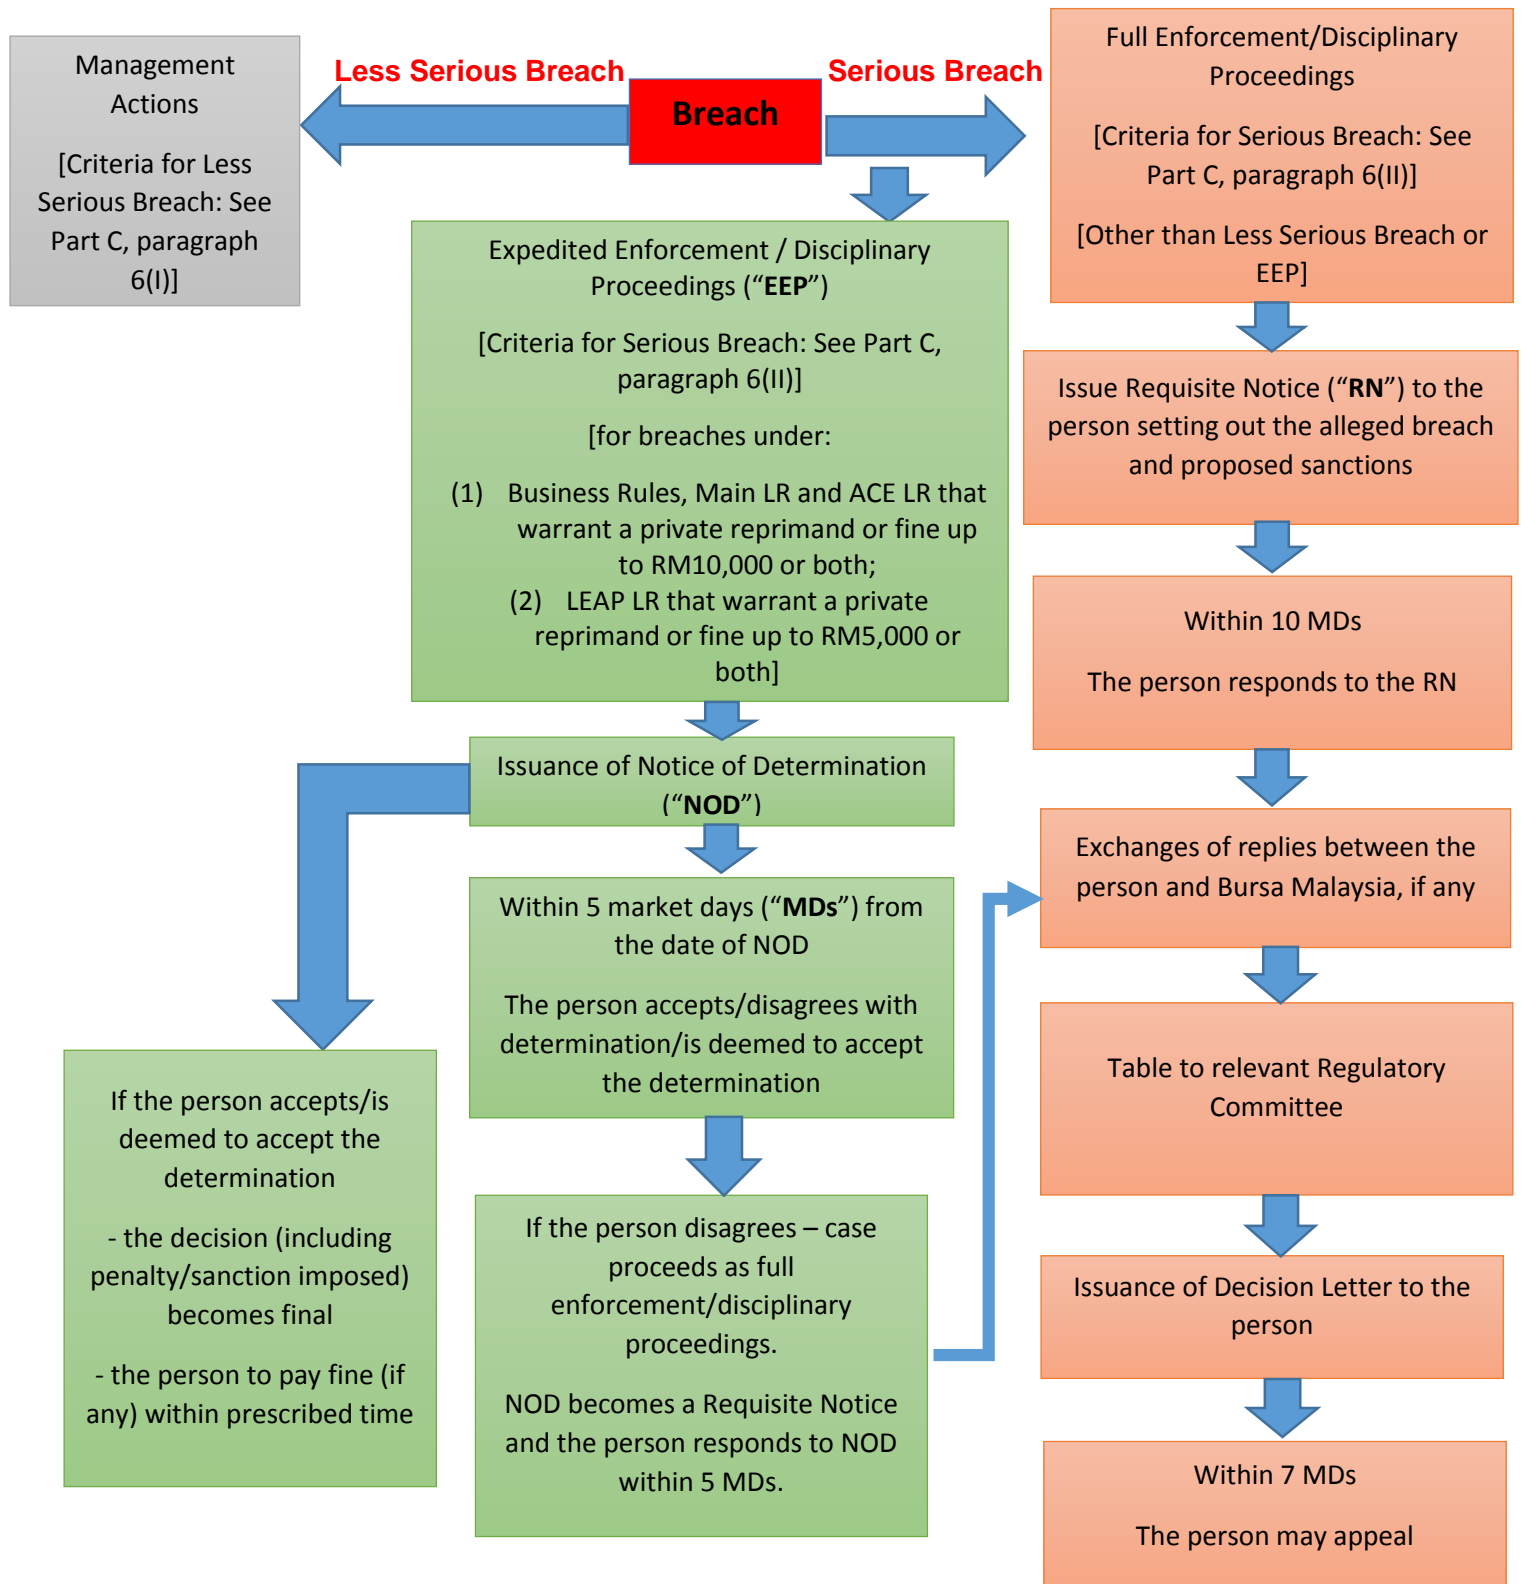 Management
Actions
[Criteria for Less
Serious Breach: See
Part C, paragraph
6(I)]
Less Serious Breach
Breach
Serious Breach
Full Enforcement/Disciplinary
Proceedings
[Criteria for Serious Breach: See
Part C, paragraph 6(II)]
[Other than Less Serious Breach or
EEP]
Expedited Enforcement / Disciplinary
Proceedings (“EEP”)
[Criteria for Serious Breach: See Part C,
paragraph 6(II)]
[for breaches under:
(1) Business Rules, Main LR and ACE LR that
warrant a private reprimand or fine up
to RM10,000 or both;
(2) LEAP LR that warrant a private
reprimand or fine up to RM5,000 or
both]
Issue Requisite Notice (“RN”) to the
person setting out the alleged breach
and proposed sanctions
Within 10 MDs
The person responds to the RN
Issuance of Notice of Determination
(“NOD”)
Exchanges of replies between the
person and Bursa Malaysia, if any
Within 5 market days (“MDs”) from
the date of NOD
The person accepts/disagrees with
determination/is deemed to accept
the determination
Table to relevant Regulatory
Committee
If the person accepts/is
deemed to accept the
determination
- the decision (including
penalty/sanction imposed)
becomes final
- the person to pay fine (if
any) within prescribed time
If the person disagrees – case
proceeds as full
enforcement/disciplinary
proceedings.
NOD becomes a Requisite Notice
and the person responds to NOD
within 5 MDs.
Issuance of Decision Letter to the
person
Within 7 MDs
The person may appeal